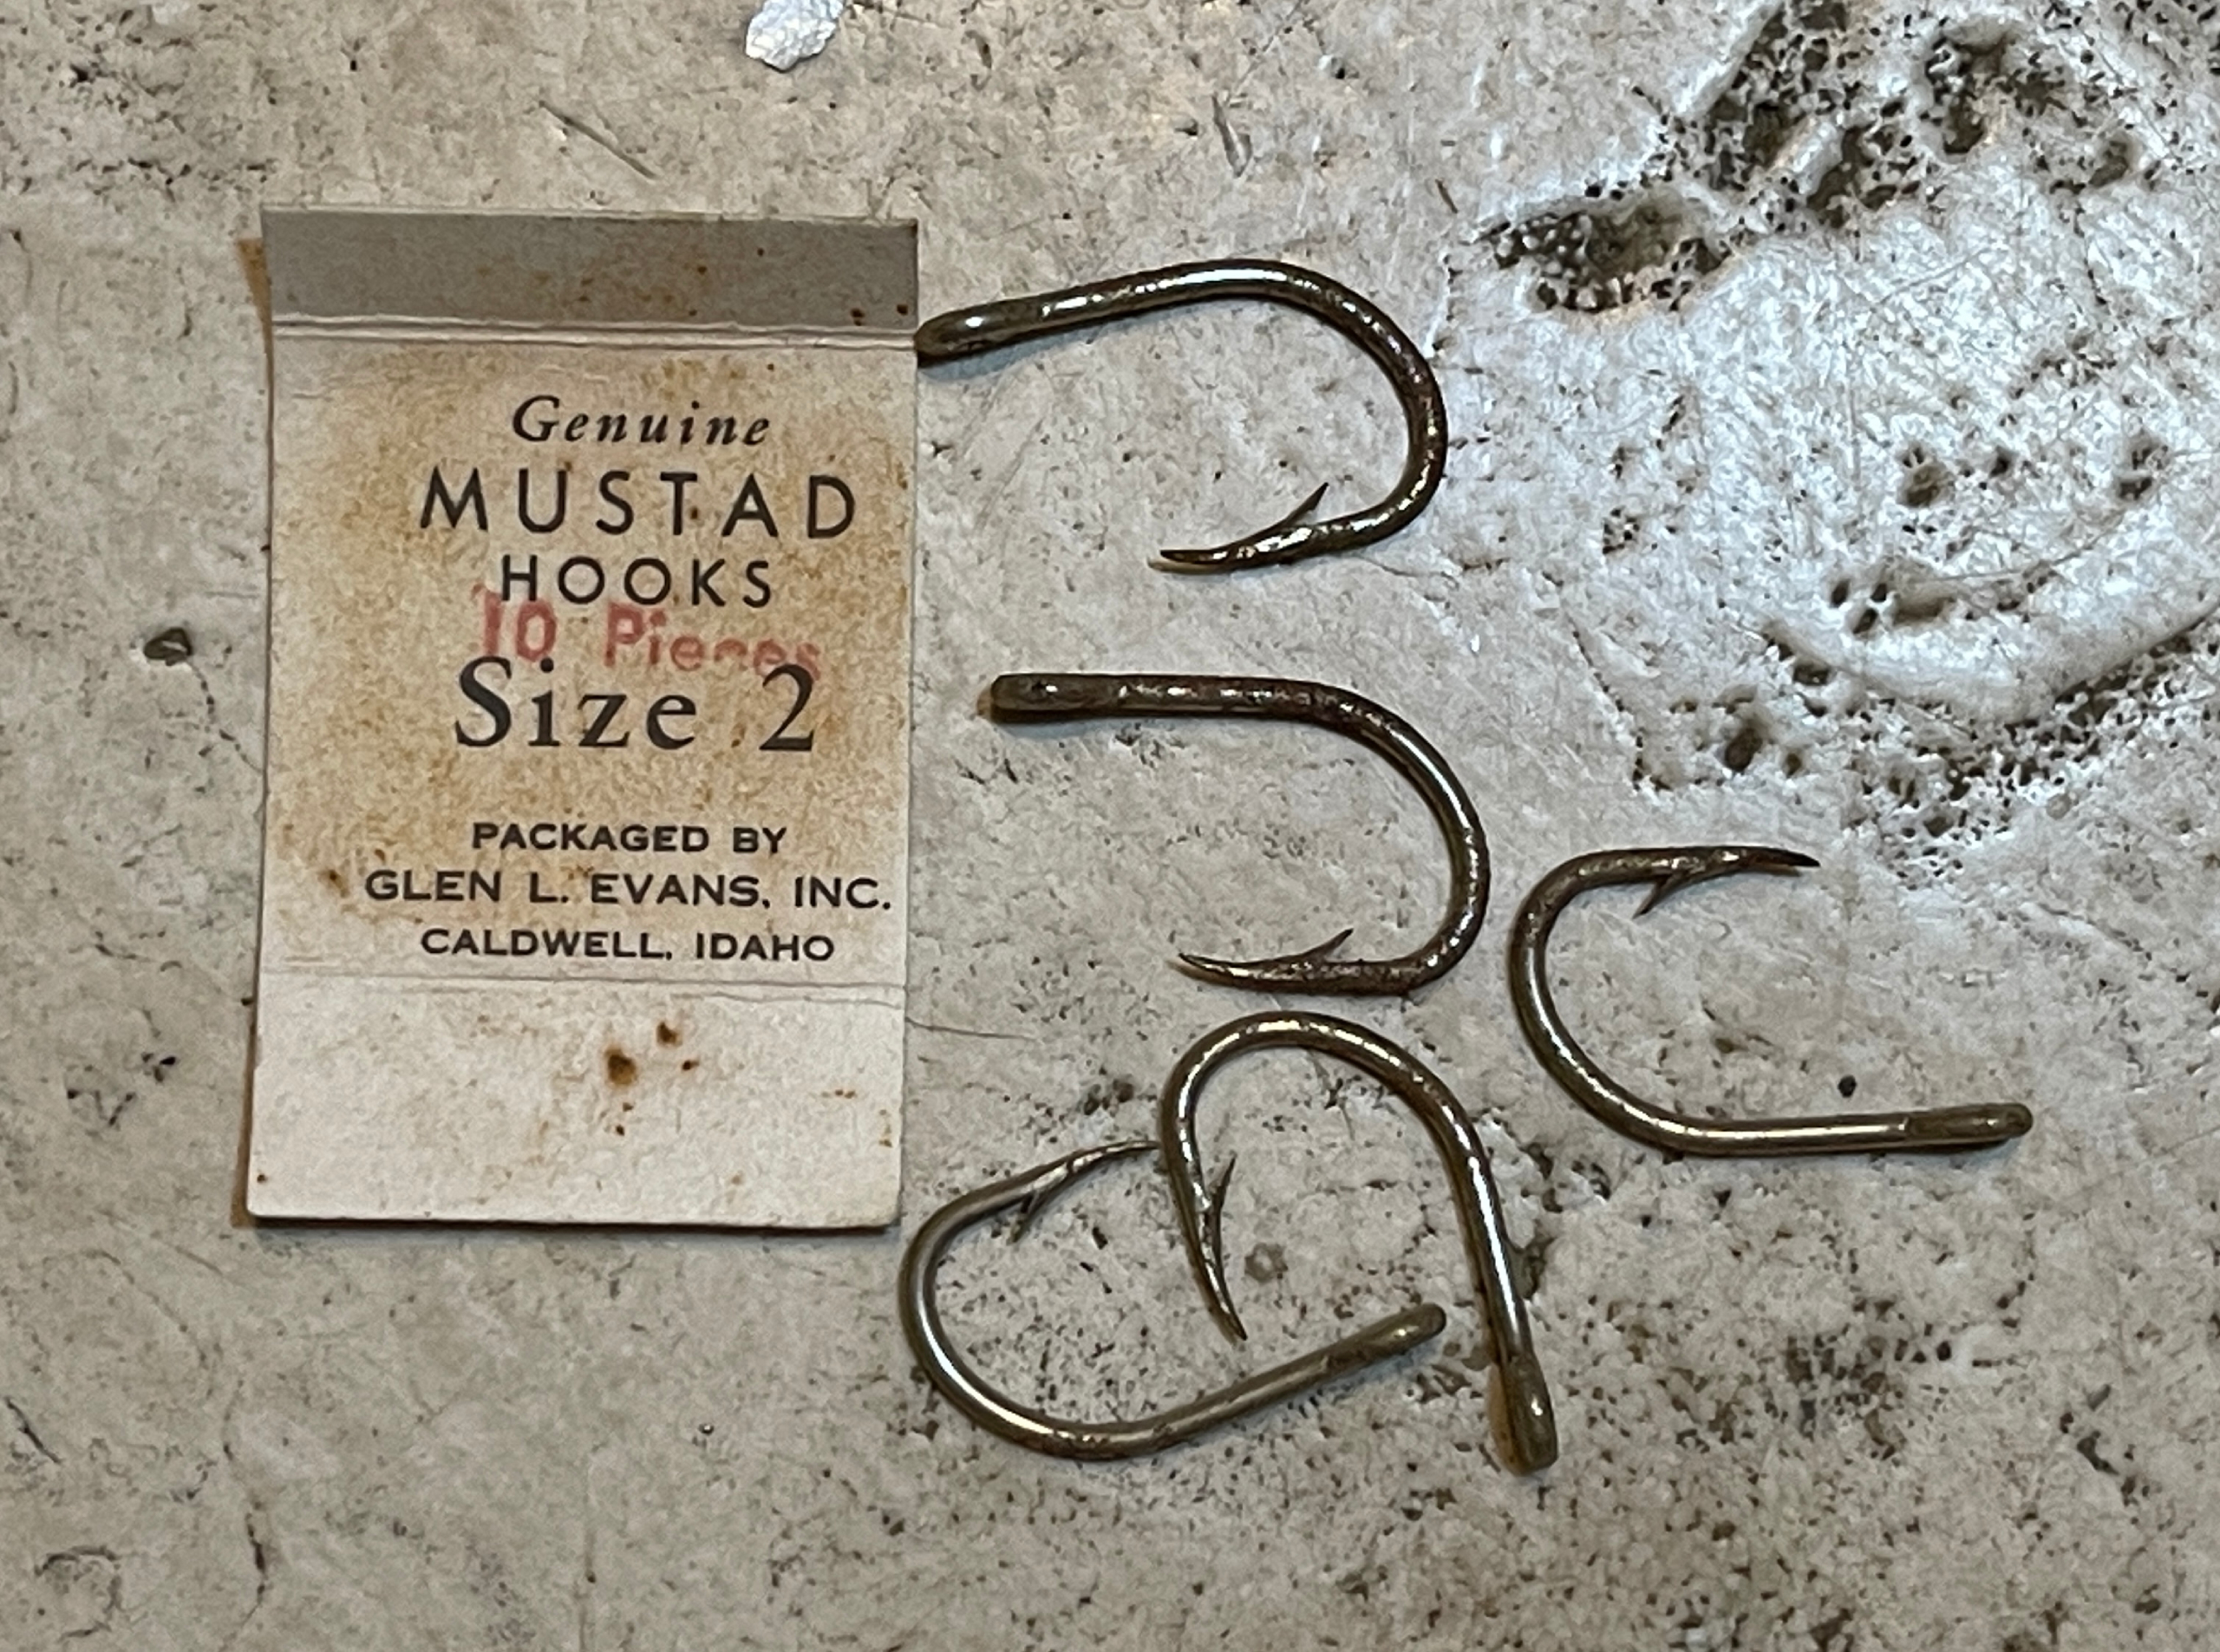 Genuine
MUSTAD
HOOKS
10 Pieces
Size 2
PACKAGED BY
GLEN L. EVANS, INC.
CALDWELL, IDAHO